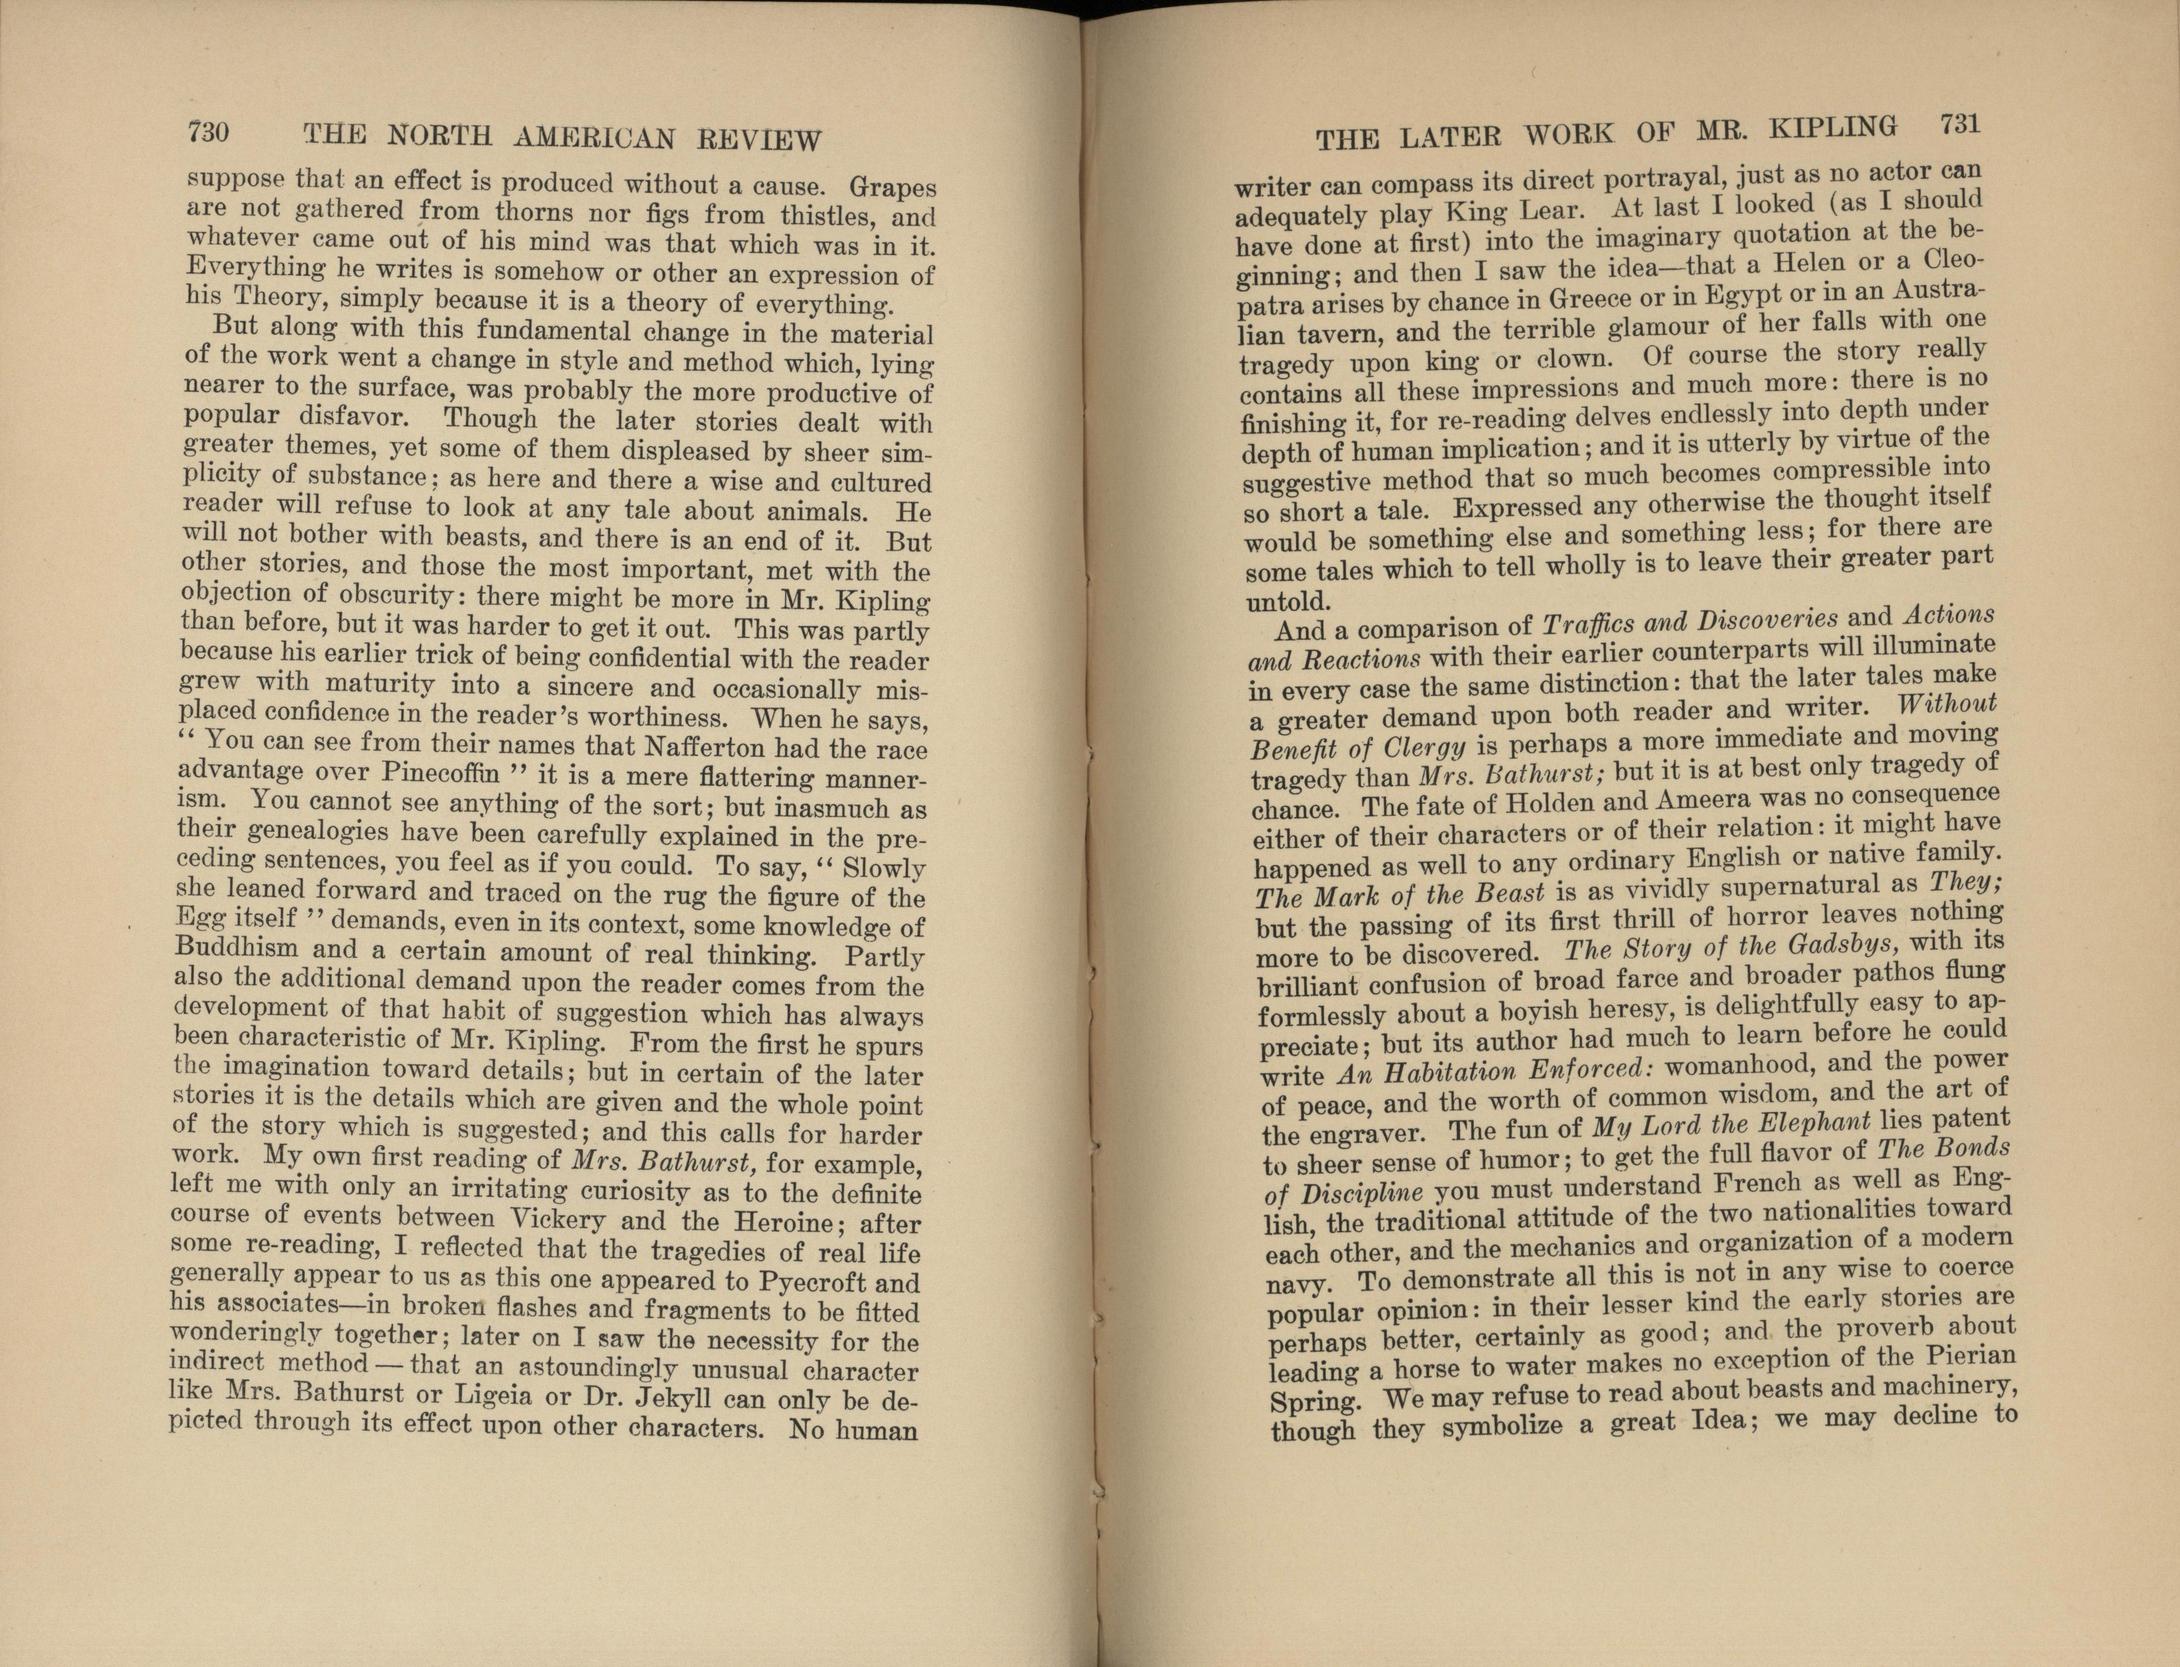 730 THE NORTH AMERICAN REVIEW
suppose that an effect is produced without a cause. Grapes
are not gathered from thorns nor figs from thistles, and
whatever came out of his mind was that which was in it.
Everything he writes is somehow or other an expression of
his Theory, simply because it is a theory of everything.
But along with this fundamental change in the material
of the work went a change in style and method which, lying
nearer to the surface, was probably the more productive of
popular disfavor. Though the later stories dealt with
greater themes, yet some of them displeased by sheer sim-
plicity of substance; as here and there a wise and cultured
reader will refuse to look at any tale about animals. He
will not bother with beasts, and there is an end of it. But
other stories, and those the most important, met with the
objection of obscurity: there might be more in Mr. Kipling
than before, but it was harder to get it out. This was partly
because his earlier trick of being confidential with the reader
grew with maturity into a sincere and occasionally mis-
placed confidence in the reader's worthiness. When he says,
“ You can see from their names that Nafferton had the race
advantage over Pinecoffin ” it is a mere flattering manner-
ism. You cannot see anything of the sort; but inasmuch as
their genealogies have been carefully explained in the pre-
ceding sentences, you feel as if you could. To say, “ Slowly
she leaned forward and traced on the rug the figure of the
Egg itself ” demands, even in its context, some knowledge of
Buddhism and a certain amount of real thinking. Partly
also the additional demand upon the reader comes from the
development of that habit of suggestion which has always
been characteristic of Mr. Kipling. From the first he spurs
the imagination toward details; but in certain of the later
stories it is the details which are given and the whole point
of the story which is suggested; and this calls for harder
work. My own first reading of Mrs. Bathurst, for example,
left me with only an irritating curiosity as to the definite
course of events between Vickery and the Heroine; after
some re-reading, I reflected that the tragedies of real life
generally appear to us as this one appeared to Pyecroft and
his associates—in broken flashes and fragments to be fitted
wonderingly together; later on I saw the necessity for the
indirect method — that an astoundingly unusual character
like Mrs. Bathurst or Ligeia or Dr. Jekyll can only be de-
picted through its effect upon other characters. No human
THE LATER WORK OF MR. KIPLING 731
writer can compass its direct portrayal, just as no actor can
adequately play King Lear. At last I looked (as I should
have done at first) into the imaginary quotation at the be-
ginning; and then I saw the idea—that a Helen or a Cleo-
patra arises by chance in Greece or in Egypt or in an Austra-
lian tavern, and the terrible glamour of her falls with one
tragedy upon king or clown. Of course the story really
contains all these impressions and much more: there is no
finishing it, for re-reading delves endlessly into depth under
depth of human implication; and it is utterly by virtue of the
suggestive method that so much becomes compressible into
so short a tale. Expressed any otherwise the thought itself
would be something else and something less; for there are
some tales which to tell wholly is to leave their greater part
untold.
And a comparison of Traffics and Discoveries and Actions
and Reactions with their earlier counterparts will illuminate
in every case the same distinction: that the later tales make
a greater demand upon both reader and writer. Without
Benefit of Clergy is perhaps a more immediate and moving
tragedy than Mrs. Bathurst; but it is at best only tragedy of
chance. The fate of Holden and Ameera was no consequence
either of their characters or of their relation: it might have
happened as well to any ordinary English or native family.
The Mark of the Beast is as vividly supernatural as They;
but the passing of its first thrill of horror leaves nothing
more to be discovered. The Story of the Gadsbys, with its
brilliant confusion of broad farce and broader pathos flung
formlessly about a boyish heresy, is delightfully easy to ap-
preciate; but its author had much to learn before he could
write An Habitation Enforced: womanhood, and the power
of peace, and the worth of common wisdom, and the art of
the engraver. The fun of My Lord the Elephant lies patent
to sheer sense of humor; to get the full flavor of The Bonds
of Discipline you must understand French as well as Eng-
lish, the traditional attitude of the two nationalities toward
each other, and the mechanics and organization of a modern
navy. To demonstrate all this is not in any wise to coerce
popular opinion: in their lesser kind the early stories are
perhaps better, certainly as good; and the proverb about
leading a horse to water makes no exception of the Pierian
Spring. We may refuse to read about beasts and machinery,
though they symbolize a great Idea; we may decline to